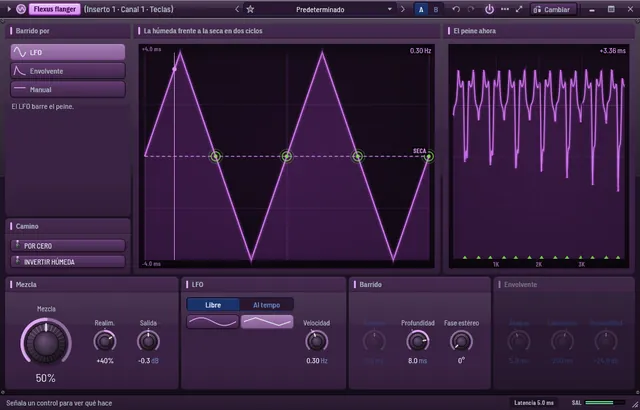 Flexus flanger (Inserto 1 · Canal 1 · Teclas) Predeterminado A B Cambiar
Barrido por
LFO
Envolvente
Manual
El LFO barre el peine.
Camino
POR CERO
INVERTIR HÚMEDA
La húmeda frente a la seca en dos ciclos
+4.0 ms
0.30 Hz
SECA
-4.0 ms
El peine ahora
+3.36 ms
1K 2K 3K
Mezcla
Mezcla
50%
Realim.
+40%
Salida
-0.3 dB
LFO
Libre Al tempo
Velocidad
0.30 Hz
Barrido
Profundidad
8.0 ms
Fase estéreo
0°
Envolvente
Señala un control para ver qué hace
Latencia 5.0 ms SAL